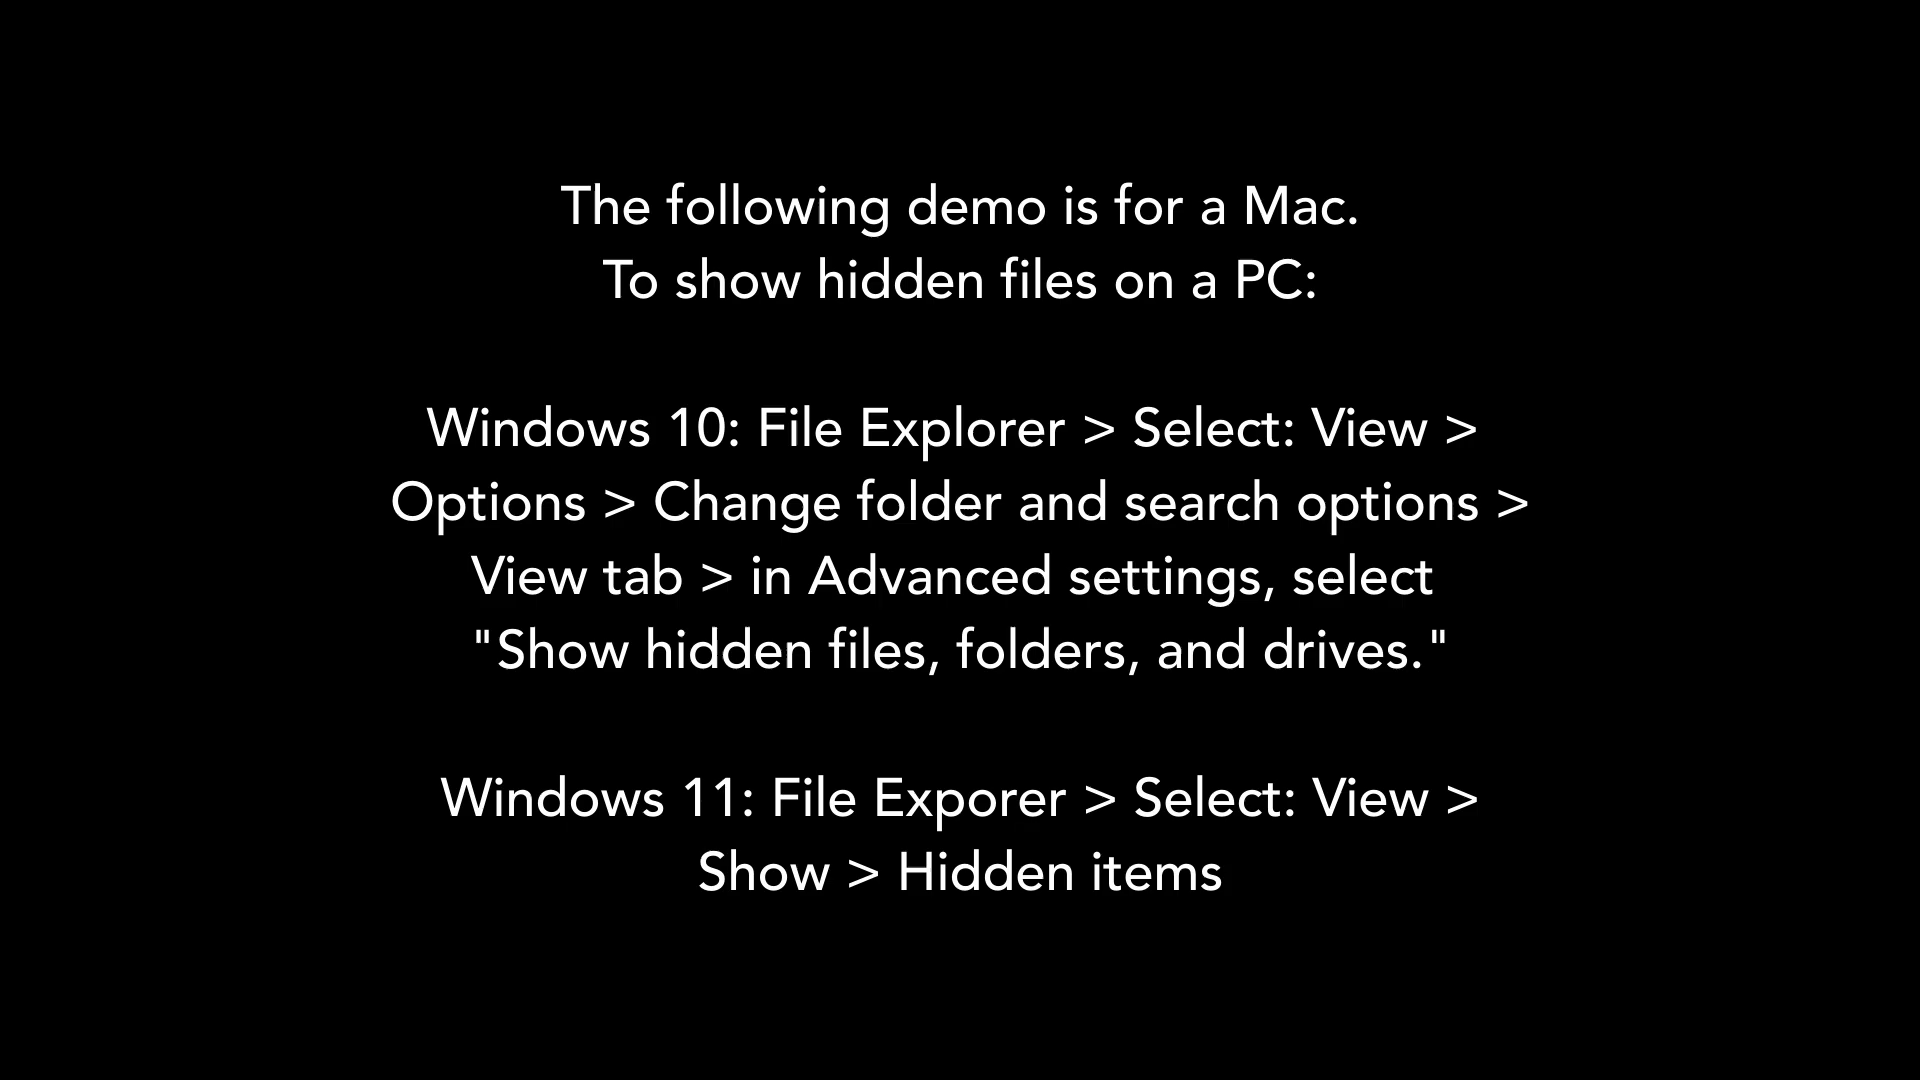 The following demo is for a Mac.
To show hidden files on a PC:
Windows 10: File Explorer > Select: View >
Options > Change folder and search options >
View tab > in Advanced settings, select
"Show hidden files, folders, and drives."
Windows 11: File Exporer > Select: View >
Show > Hidden items